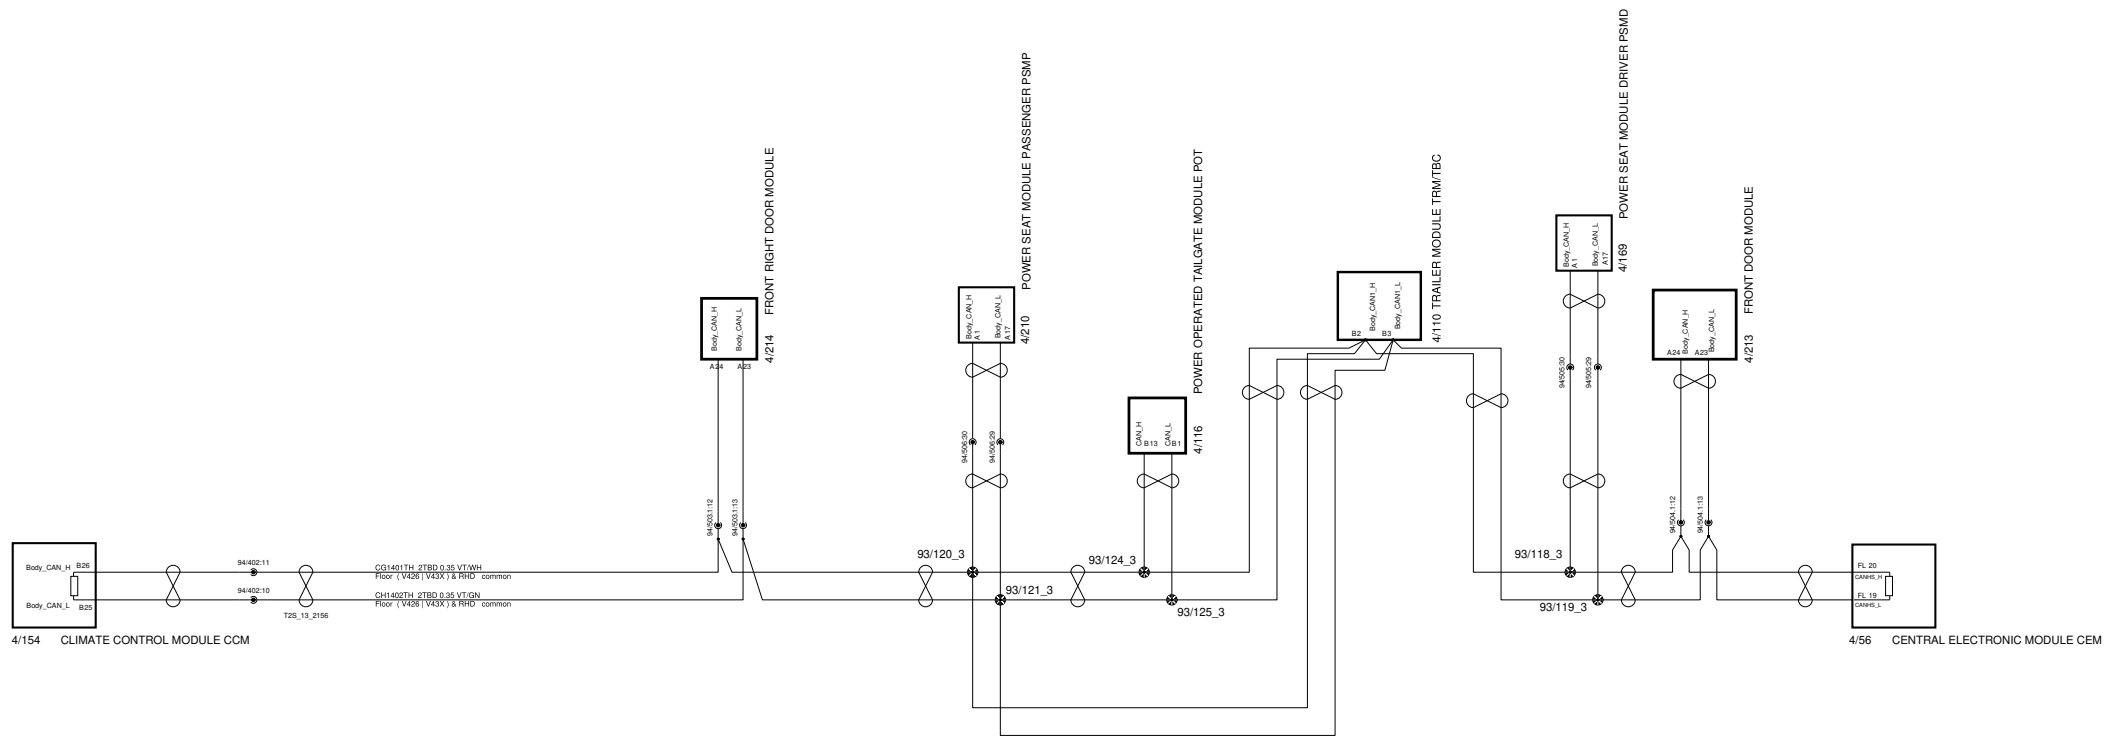 POWER SEAT MODULE DRIVER PSMD
4/169
Body_CAN_H
A1
Body_CAN_L
A17
94/505:30
94/505:29
93/118_3
93/119_3
POWER SEAT MODULE PASSENGER PSMP
4/210
Body_CAN_H
A1
Body_CAN_L
A17
94/506:30
94/506:29
93/120_3
93/121_3
FRONT RIGHT DOOR MODULE
4/214
Body_CAN_H
Body_CAN_L
A24
A23
94/503.1:12
94/503.1:13
POWER OPERATED TAILGATE MODULE POT
4/116
CAN_H
B13
CAN_L
B1
93/124_3
93/125_3
4/110 TRAILER MODULE TRM/TBC
Body_CAN1_H
Body_CAN1_L
B2
B3
FRONT DOOR MODULE
4/213
Body_CAN_H
Body_CAN_L
A24
A23
94/504.1:12
94/504.1:13
Body_CAN_H
B26
Body_CAN_L
B25
4/154 CLIMATE CONTROL MODULE CCM
94/402:11
94/402:10
T2S_13_2156
CG1401TH 2TBD 0.35 VT/WH
Floor ( V426 | V43X ) & RHD common
CH1402TH 2TBD 0.35 VT/GN
Floor ( V426 | V43X ) & RHD common
FL 20
CANHS_H
FL 19
CANHS_L
4/56 CENTRAL ELECTRONIC MODULE CEM